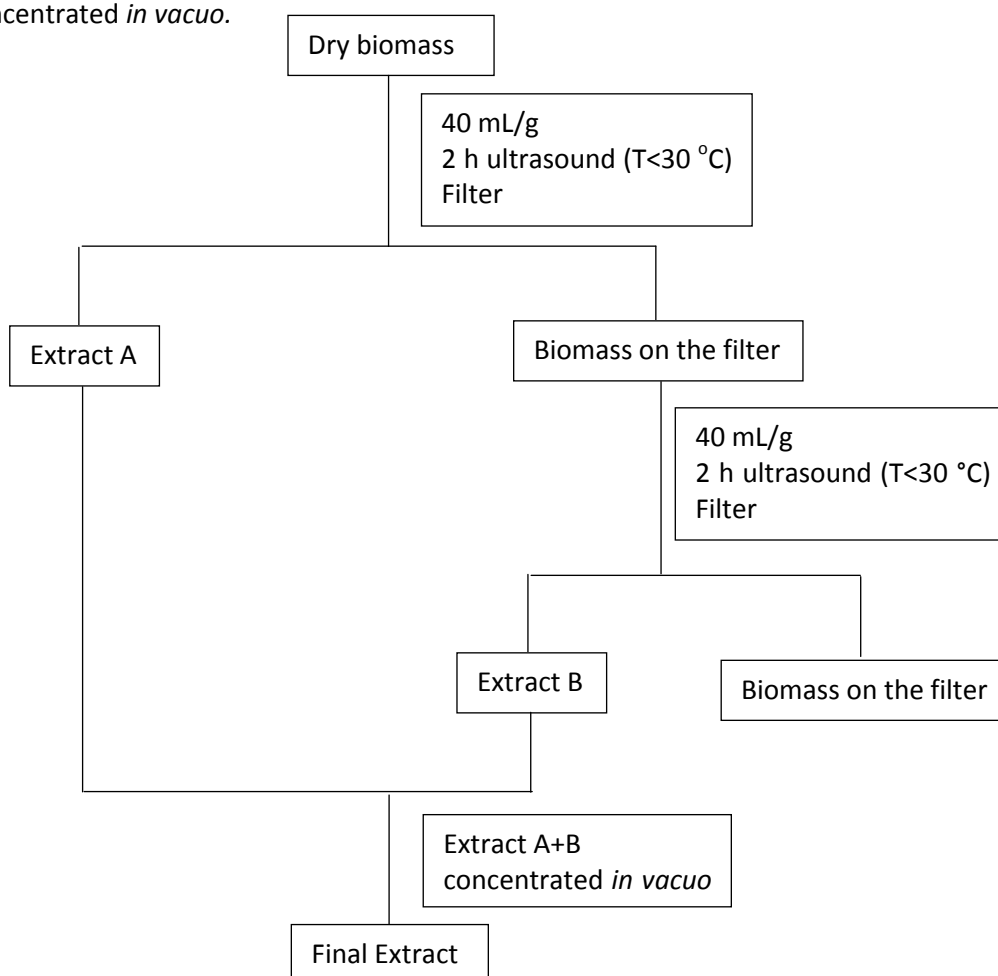 ncentrated in vacuo.
Dry biomass
40 mL/g
2 h ultrasound (T<30 °C)
Filter
Extract A
Biomass on the filter
40 mL/g
2 h ultrasound (T<30 °C)
Filter
Extract B
Biomass on the filter
Extract A+B
concentrated in vacuo
Final Extract